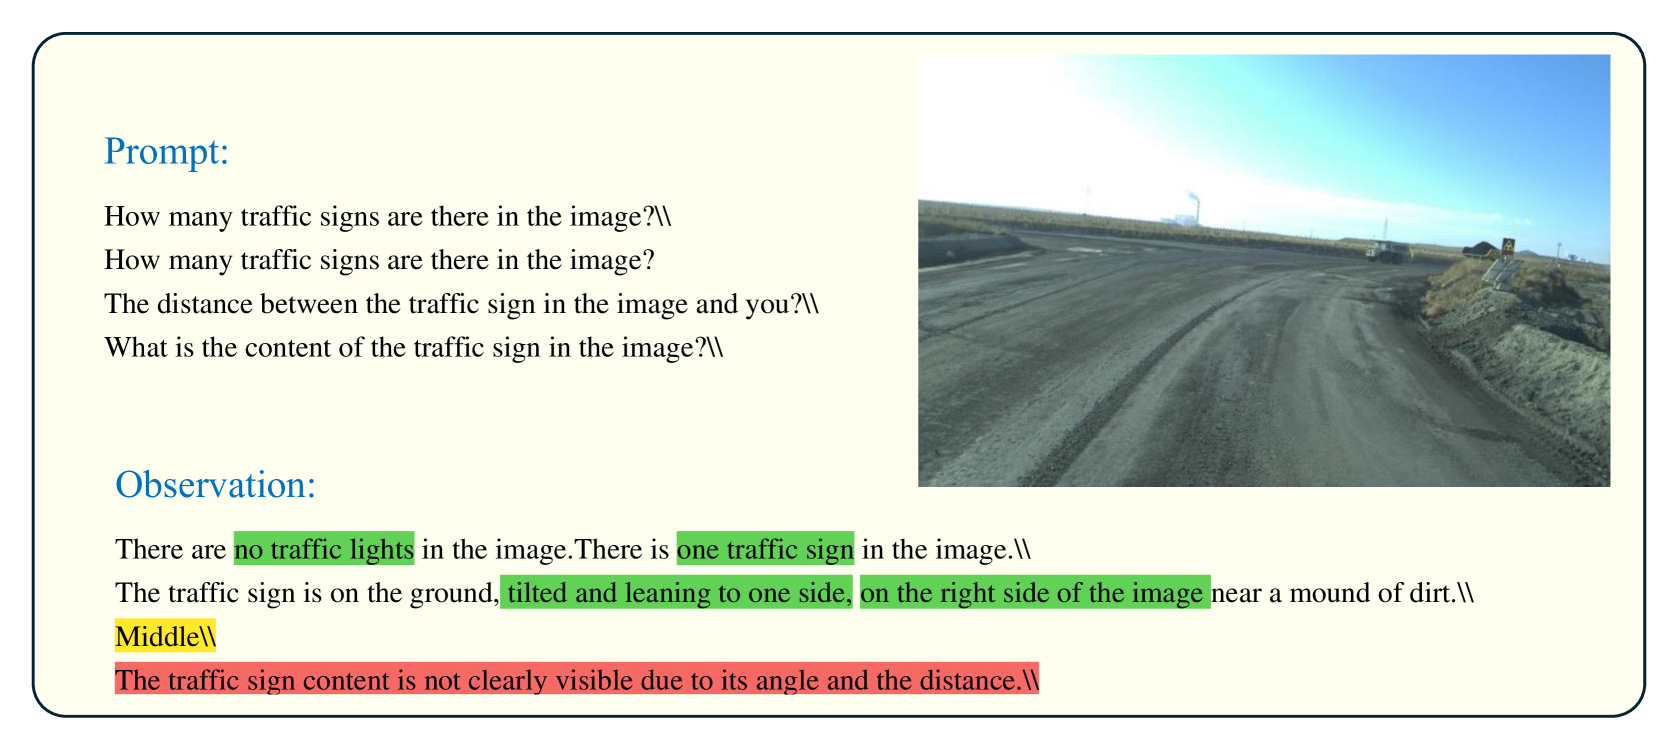 Prompt:
How many traffic signs are there in the image?\\
How many traffic signs are there in the image?
The distance between the traffic sign in the image and you?\\
What is the content of the traffic sign in the image?\\
Observation:
There are no traffic lights in the image.There is one traffic sign in the image.\\
The traffic sign is on the ground, tilted and leaning to one side, on the right side of the image near a mound of dirt.\\
Middle\\
The traffic sign content is not clearly visible due to its angle and the distance.\\